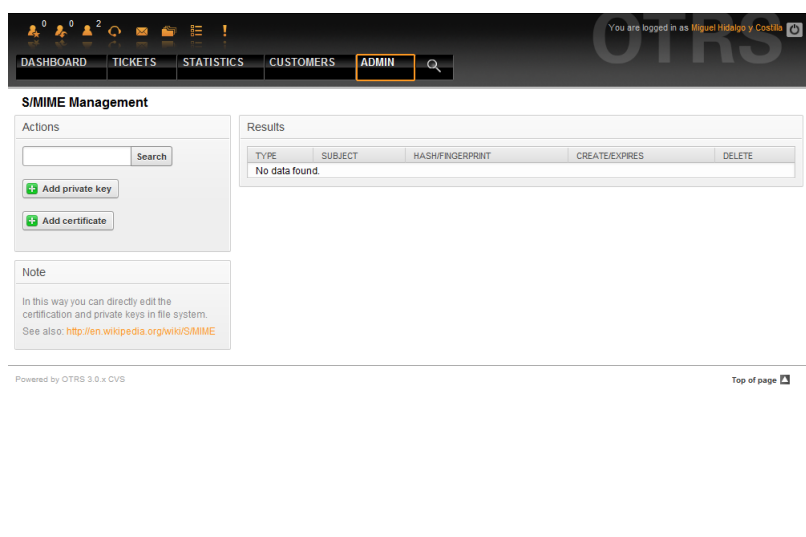 0 0 2
You are logged in as Miguel Hidalgo y Costilla
OTRS
DASHBOARD TICKETS STATISTICS CUSTOMERS ADMIN
S/MIME Management
Actions
Search
Add private key
Add certificate
Note
In this way you can directly edit the
certification and private keys in file system.
See also: http://en.wikipedia.org/wiki/S/MIME
Results
TYPE SUBJECT HASH/FINGERPRINT CREATE/EXPIRES DELETE
No data found.
Powered by OTRS 3.0.x CVS
Top of page